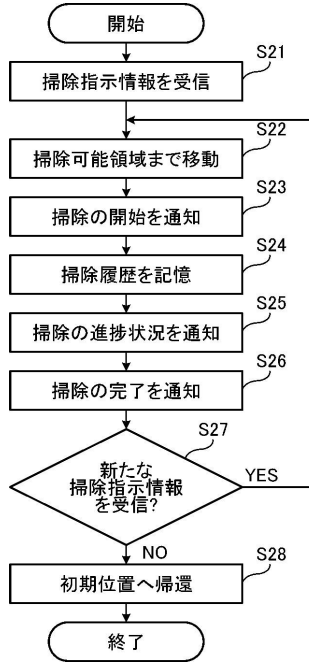 開始
S21
掃除指示情報を受信
S22
掃除可能領域まで移動
S23
掃除の開始を通知
S24
掃除履歴を記憶
S25
掃除の進捗状況を通知
S26
掃除の完了を通知
S27
新たな
掃除指示情報
を受信?
YES
NO
S28
初期位置へ帰還
終了